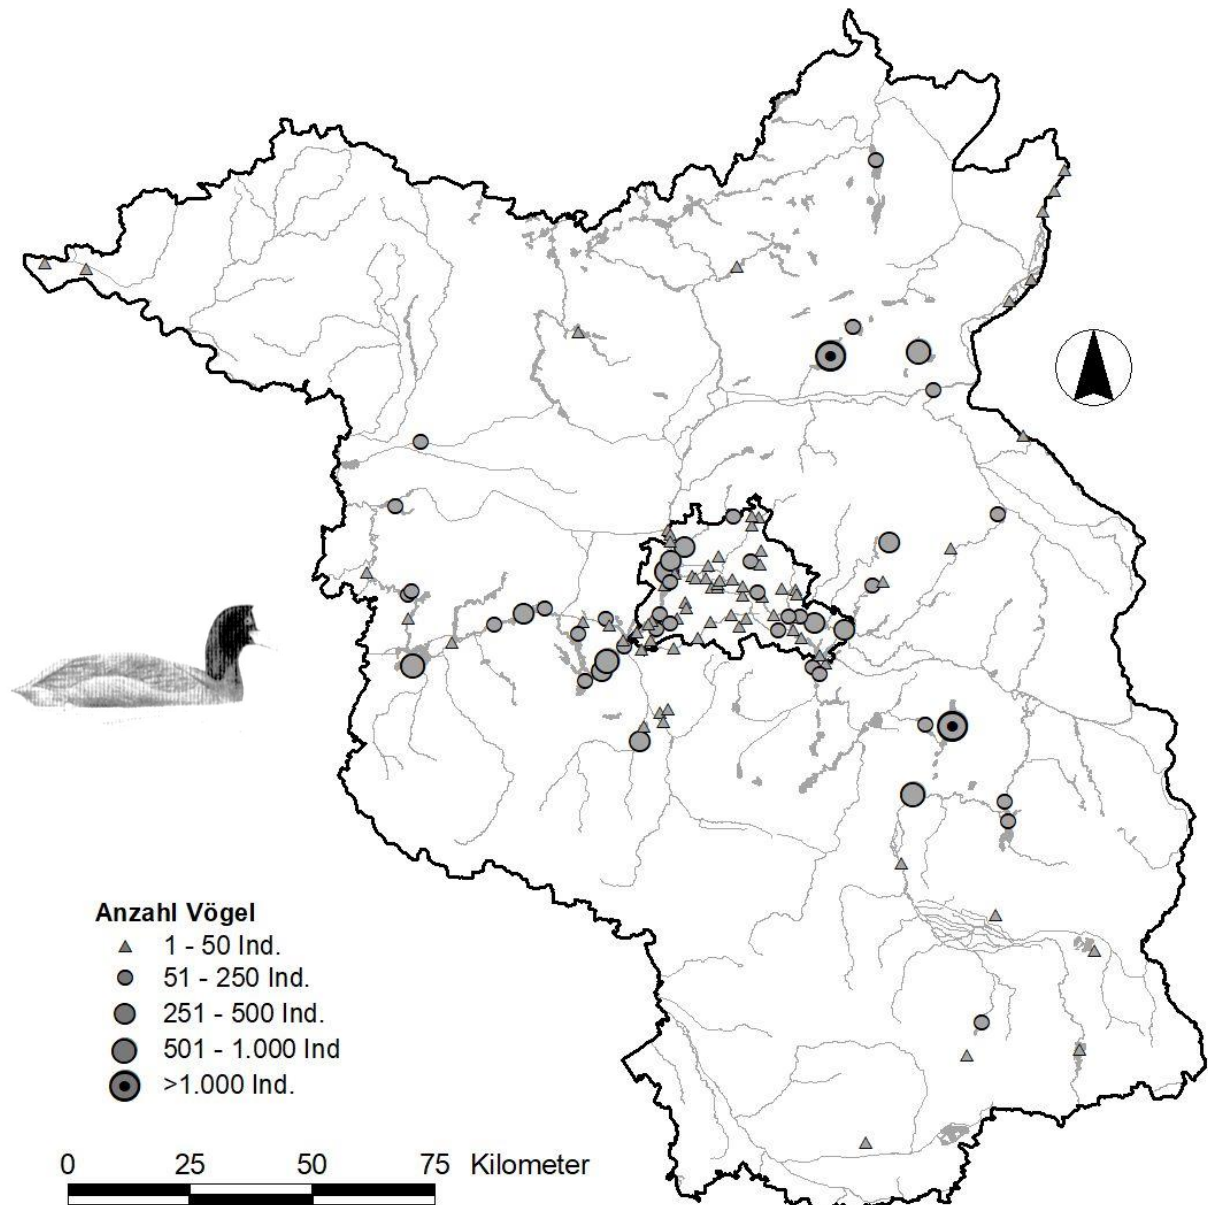 Anzahl Vögel
1 - 50 Ind.
51 - 250 Ind.
251 - 500 Ind.
501 - 1.000 Ind
>1.000 Ind.
0 25 50 75 Kilometer